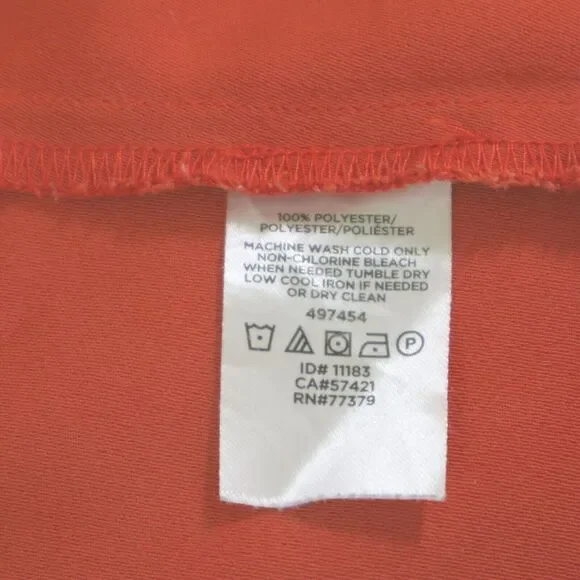 100% POLYESTER/
POLYESTER/POLIÉSTER
MACHINE WASH COLD ONLY
NON-CHLORINE BLEACH
WHEN NEEDED TUMBLE DRY
LOW COOL IRON IF NEEDED
OR DRY CLEAN
497454
P
ID# 11183
CA#57421
RN#77379